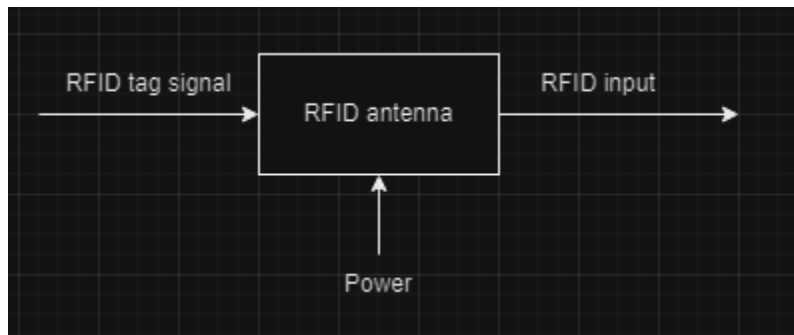 RFID tag signal
RFID antenna
RFID input
Power